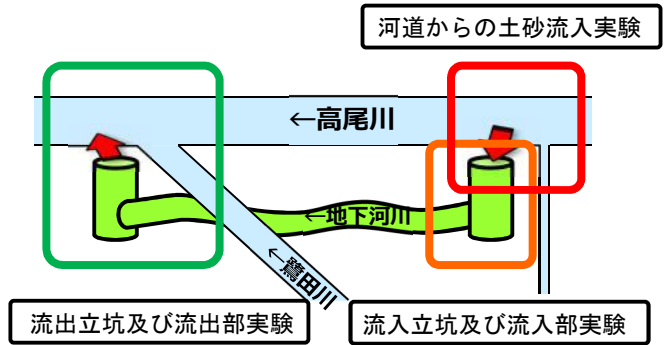 河道からの土砂流入実験
←高尾川
←地下河川
←鷺田川
流出立坑及び流出部実験
流入立坑及び流入部実験